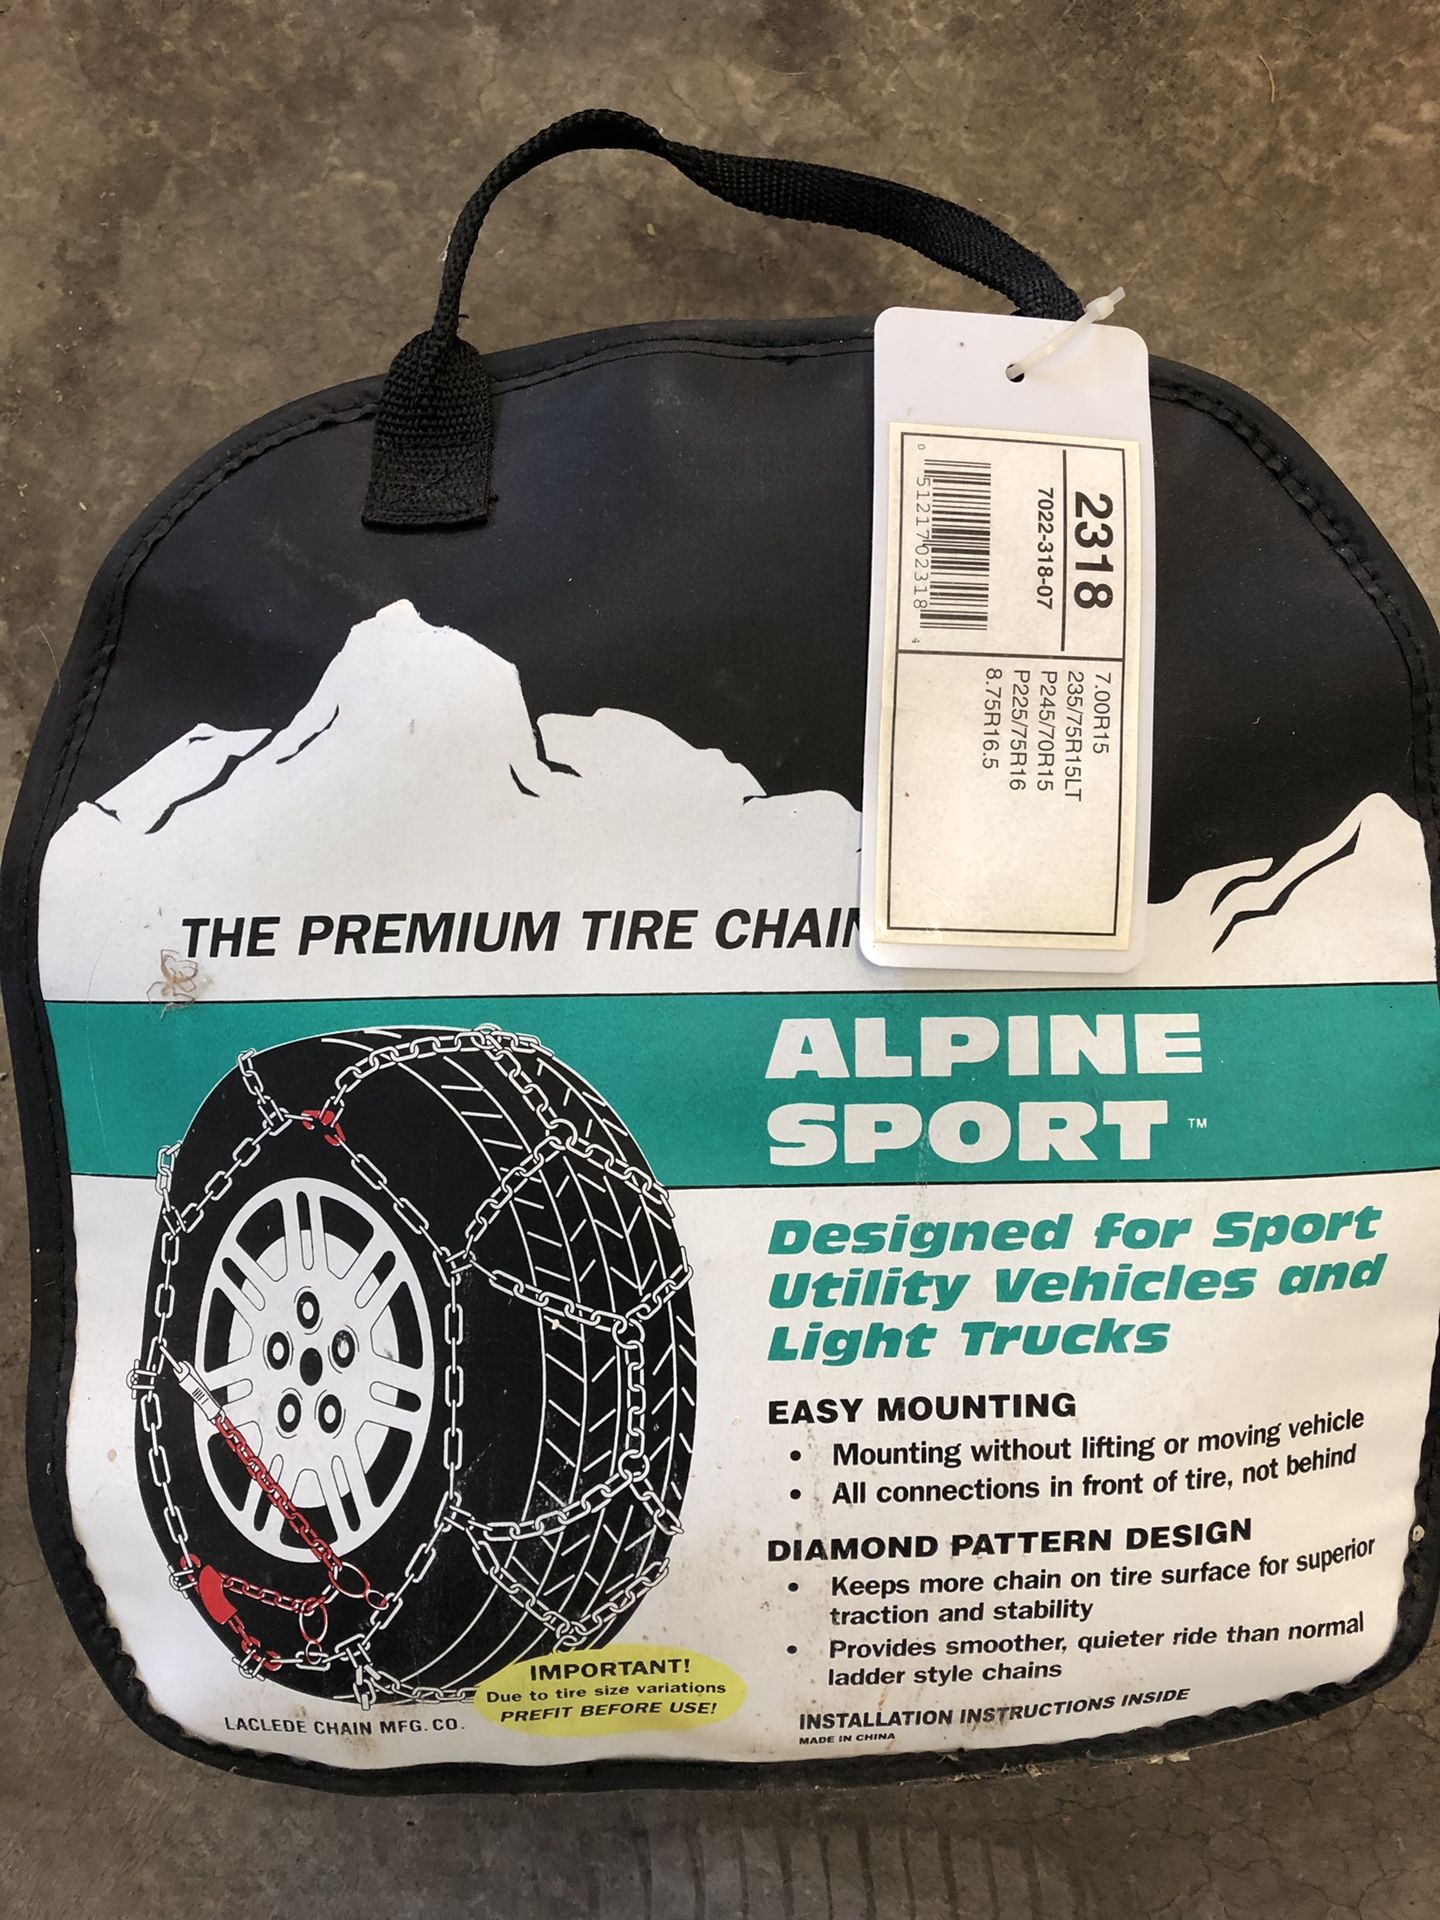 2318
7022-318-07
0 51217 02318 4
7.00R15
235/75R15LT
P245/70R15
P225/75R16
8.75R16.5
THE PREMIUM TIRE CHAIN
ALPINE
SPORT™
Designed for Sport
Utility Vehicles and
Light Trucks
EASY MOUNTING
• Mounting without lifting or moving vehicle
• All connections in front of tire, not behind
DIAMOND PATTERN DESIGN
• Keeps more chain on tire surface for superior
traction and stability
• Provides smoother, quieter ride than normal
ladder style chains
INSTALLATION INSTRUCTIONS INSIDE
MADE IN CHINA
IMPORTANT!
Due to tire size variations
PREFIT BEFORE USE!
LACLEDE CHAIN MFG. CO.